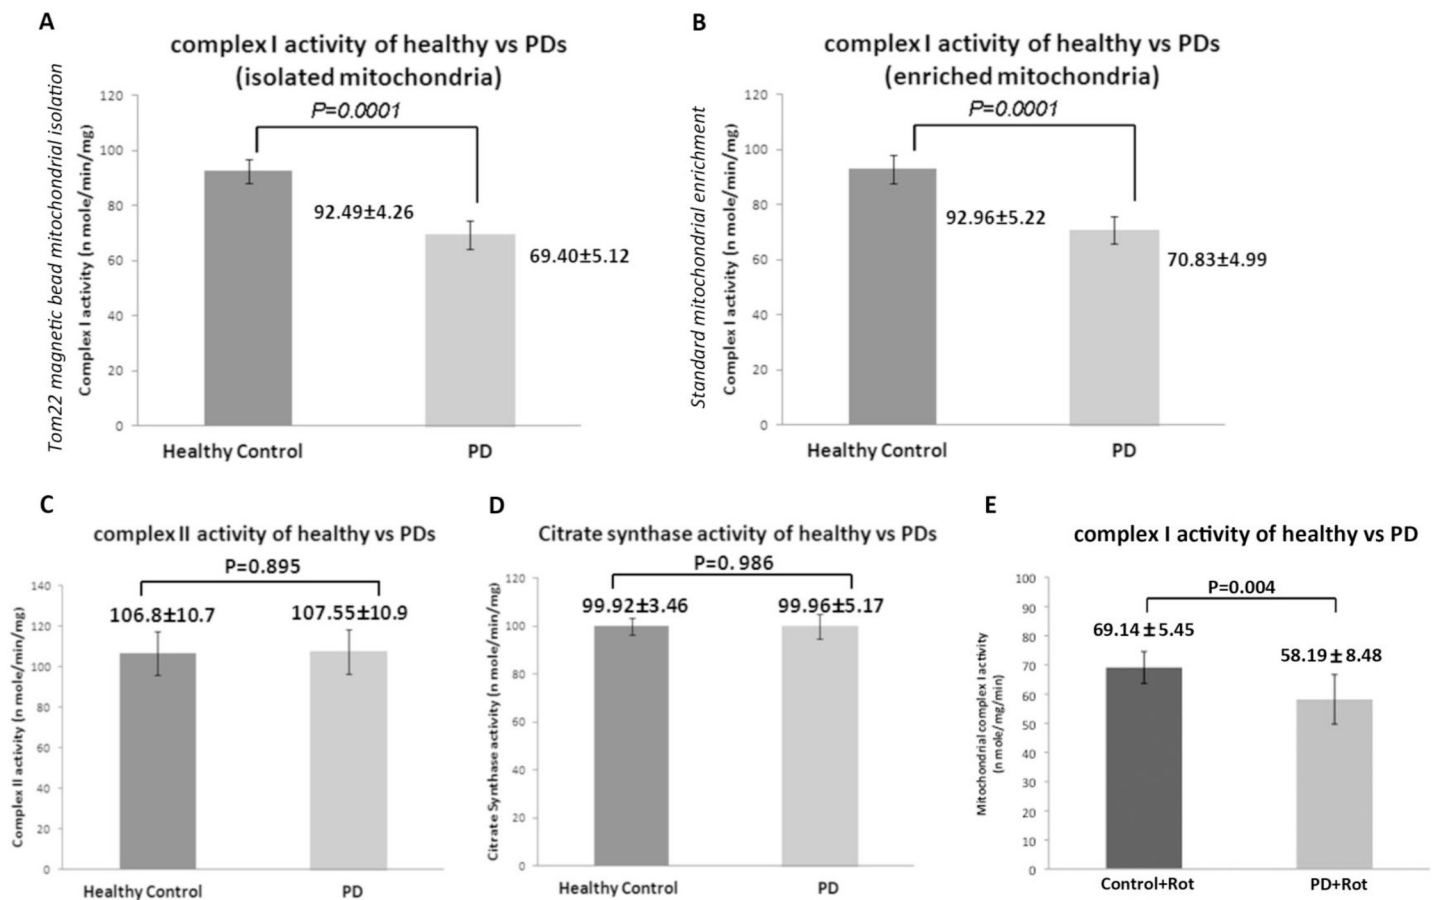 A
complex I activity of healthy vs PDs
(isolated mitochondria)
Tom22 magnetic bead mitochondrial isolation
Complex I activity (n mole/min/mg)
P=0.0001
120
100
80
60
40
20
0
92.49±4.26
69.40±5.12
Healthy Control
PD
B
complex I activity of healthy vs PDs
(enriched mitochondria)
Standard mitochondrial enrichment
Complex I activity (n mole/min/mg)
P=0.0001
120
100
80
60
40
20
0
92.96±5.22
70.83±4.99
Healthy Control
PD
C
complex II activity of healthy vs PDs
P=0.895
Complex II activity (n mole/min/mg)
140
120
100
80
60
40
20
0
106.8±10.7
107.55±10.9
Healthy Control
PD
D
Citrate synthase activity of healthy vs PDs
P=0. 986
Citrate Synthase activity (n mole/min/mg)
120
100
80
60
40
20
0
99.92±3.46
99.96±5.17
Healthy Control
PD
E
complex I activity of healthy vs PD
P=0.004
Mitochondrial complex I activity
(n mole/mg/min)
100
90
80
70
60
50
40
30
20
10
0
69.14±5.45
58.19±8.48
Control+Rot
PD+Rot